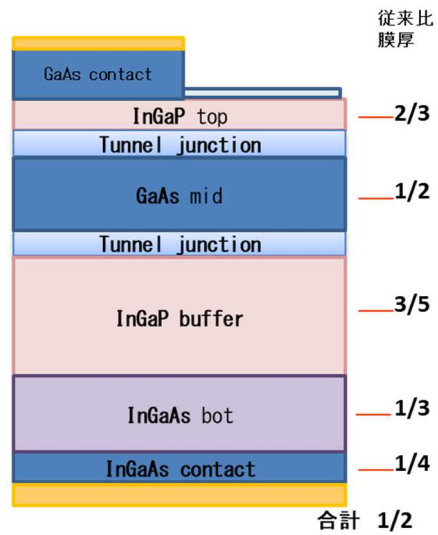 従来比
膜厚
GaAs contact
InGaP top
2/3
Tunnel junction
GaAs mid
1/2
Tunnel junction
InGaP buffer
3/5
InGaAs bot
1/3
InGaAs contact
1/4
合計 1/2